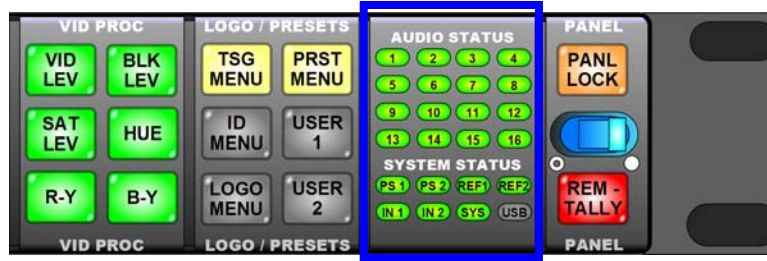 VID PROC
VID LEV
BLK LEV
SAT LEV
HUE
R-Y
B-Y
VID PROC
LOGO / PRESETS
TSG MENU
PRST MENU
ID MENU
USER 1
LOGO MENU
USER 2
LOGO / PRESETS
AUDIO STATUS
1 2 3 4
5 6 7 8
9 10 11 12
13 14 15 16
SYSTEM STATUS
PS 1 PS 2 REF1 REF2
IN 1 IN 2 SYS USB
PANEL
PANL LOCK
REM - TALLY
PANEL